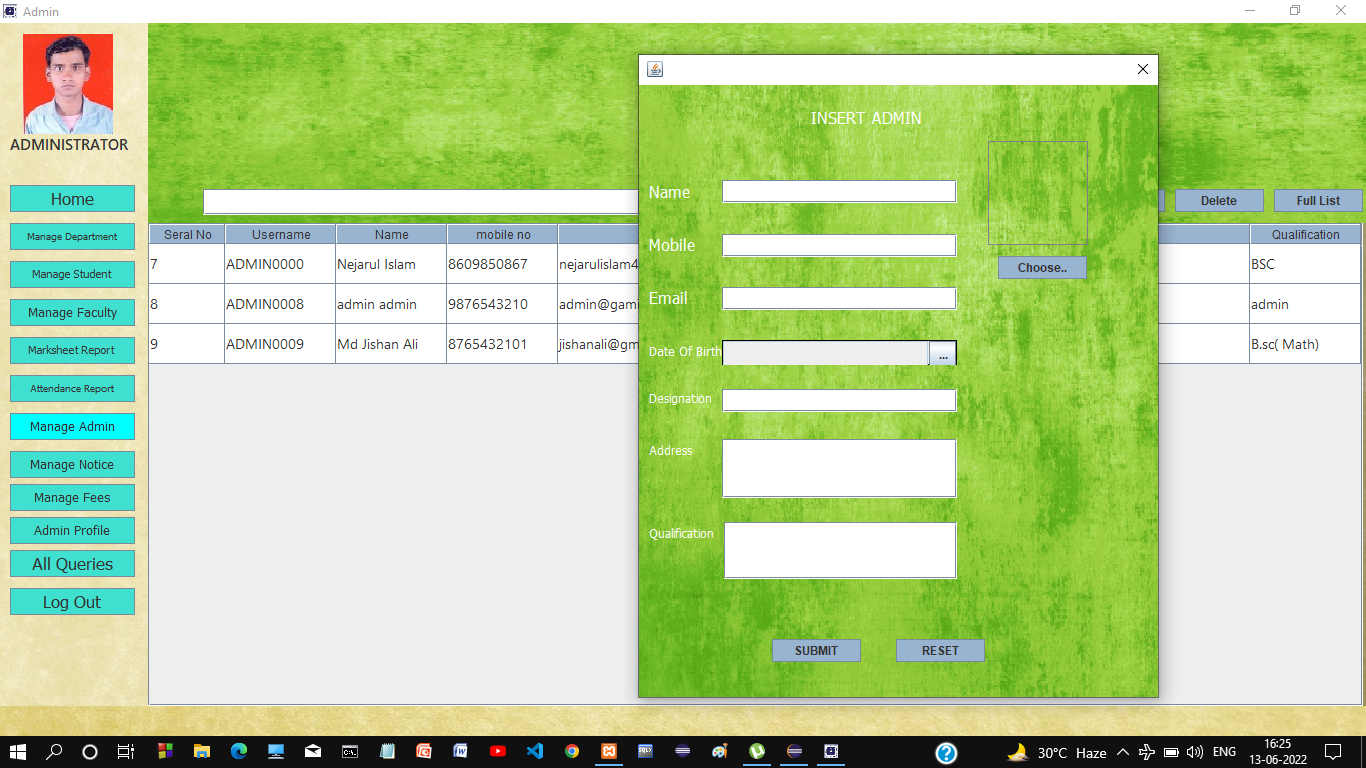 Admin
ADMINISTRATOR
Home
Manage Department
Manage Student
Manage Faculty
Marksheet Report
Attendance Report
Manage Admin
Manage Notice
Manage Fees
Admin Profile
All Queries
Log Out
Delete
Full List
Seral No Username Name mobile no Qualification
7 ADMIN0000 Nejarul Islam 8609850867 nejarulislam4 BSC
8 ADMIN0008 admin admin 9876543210 admin@gami admin
9 ADMIN0009 Md Jishan Ali 8765432101 jishanali@gm B.sc( Math)
INSERT ADMIN
Name
Mobile
Email
Date Of Birth ...
Designation
Address
Qualification
Choose..
SUBMIT RESET
30°C Haze ENG 16:25
13-06-2022